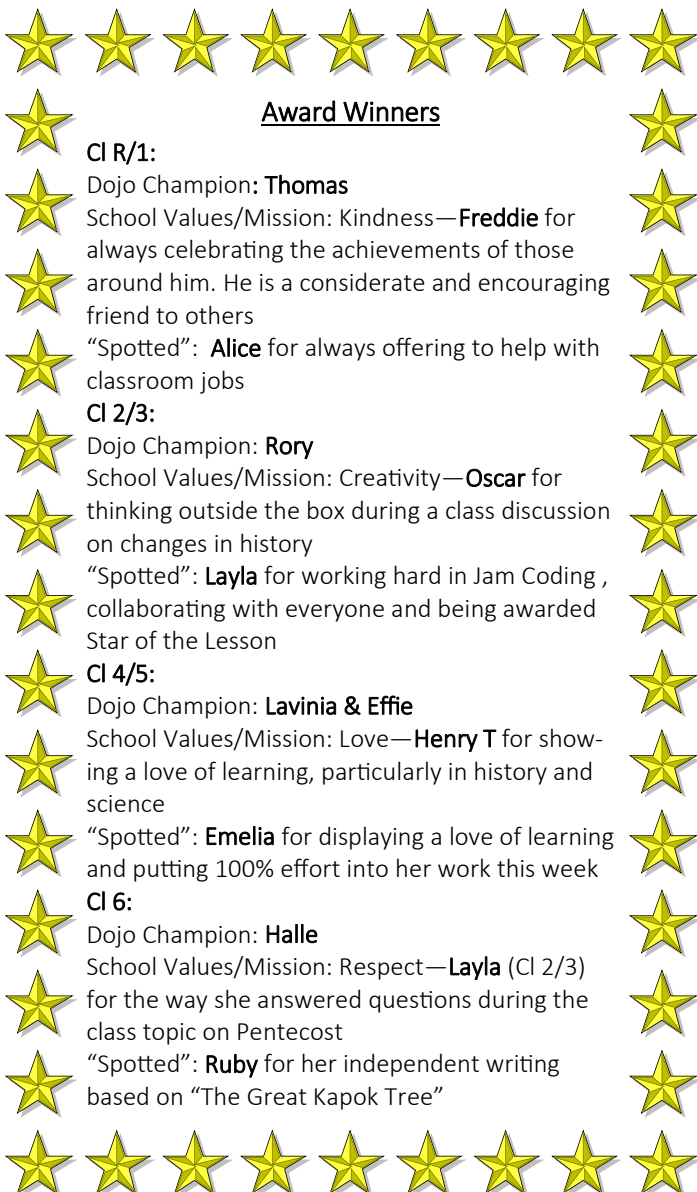 Award Winners
Cl R/1:
Dojo Champion: Thomas
School Values/Mission: Kindness—Freddie for
always celebrating the achievements of those
around him. He is a considerate and encouraging
friend to others
“Spotted”:  Alice for always offering to help with
classroom jobs
Cl 2/3:
Dojo Champion: Rory
School Values/Mission: Creativity—Oscar for
thinking outside the box during a class discussion
on changes in history
“Spotted”: Layla for working hard in Jam Coding ,
collaborating with everyone and being awarded
Star of the Lesson
Cl 4/5:
Dojo Champion: Lavinia & Effie
School Values/Mission: Love—Henry T for show-
ing a love of learning, particularly in history and
science
“Spotted”: Emelia for displaying a love of learning
and putting 100% effort into her work this week
Cl 6:
Dojo Champion: Halle
School Values/Mission: Respect—Layla (Cl 2/3)
for the way she answered questions during the
class topic on Pentecost
“Spotted”: Ruby for her independent writing
based on “The Great Kapok Tree”